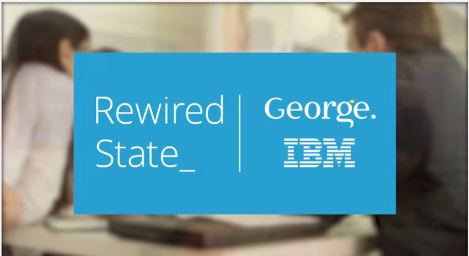 Rewired
State_
George.
IBM